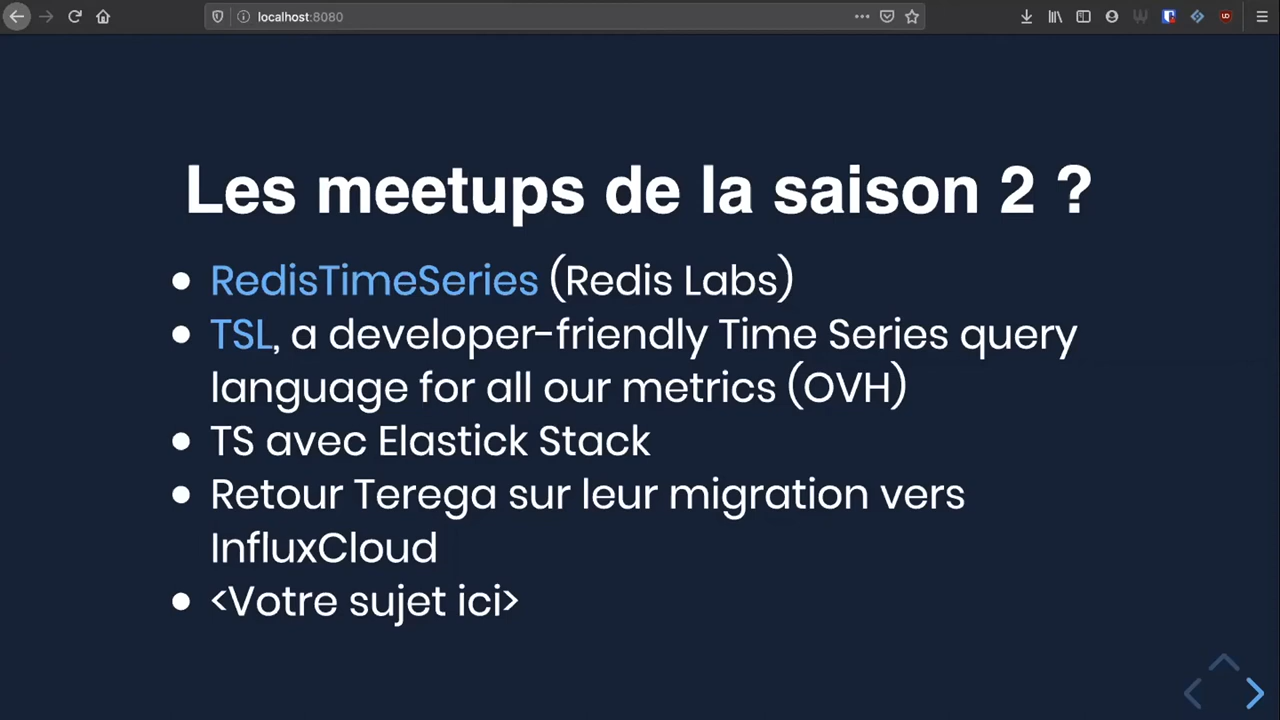 localhost:8080
Les meetups de la saison 2 ?
RedisTimeSeries (Redis Labs)
TSL, a developer-friendly Time Series query
language for all our metrics (OVH)
TS avec Elastick Stack
Retour Terega sur leur migration vers
InfluxCloud
<Votre sujet ici>